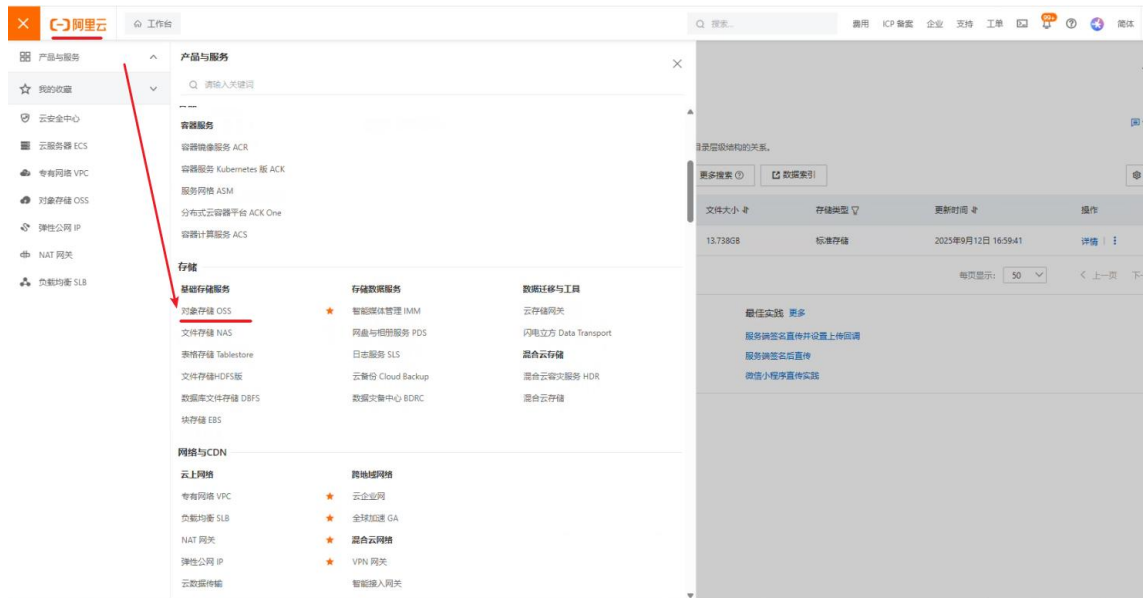 阿里云 工作台 搜索... 费用 ICP 备案 企业 支持 工单 99+ 简体
产品与服务
我的收藏
云安全中心
云服务器 ECS
专有网络 VPC
对象存储 OSS
弹性公网 IP
NAT 网关
负载均衡 SLB
产品与服务
请输入关键词
容器服务
容器镜像服务 ACR
容器服务 Kubernetes 版 ACK
服务网格 ASM
分布式云容器平台 ACK One
容器计算服务 ACS
存储
基础存储服务
对象存储 OSS
文件存储 NAS
表格存储 Tablestore
文件存储HDFS版
数据库文件存储 DBFS
块存储 EBS
存储数据服务
智能媒体管理 IMM
网盘与相册服务 PDS
日志服务 SLS
云备份 Cloud Backup
数据灾备中心 BDRC
数据迁移与工具
云存储网关
闪电立方 Data Transport
混合云存储
混合云容灾服务 HDR
混合云存储
网络与CDN
云上网络
专有网络 VPC
负载均衡 SLB
NAT 网关
弹性公网 IP
云数据传输
跨地域网络
云企业网
全球加速 GA
混合云网络
VPN 网关
智能接入网关
录层级结构的关系。
更多搜索 数据索引
文件大小 存储类型 更新时间 操作
13.738GB 标准存储 2025年9月12日 16:59:41 详情
每页显示: 50 上一页 下一
最佳实践 更多
服务端签名直传并设置上传回调
服务端签名后直传
微信小程序直传实践